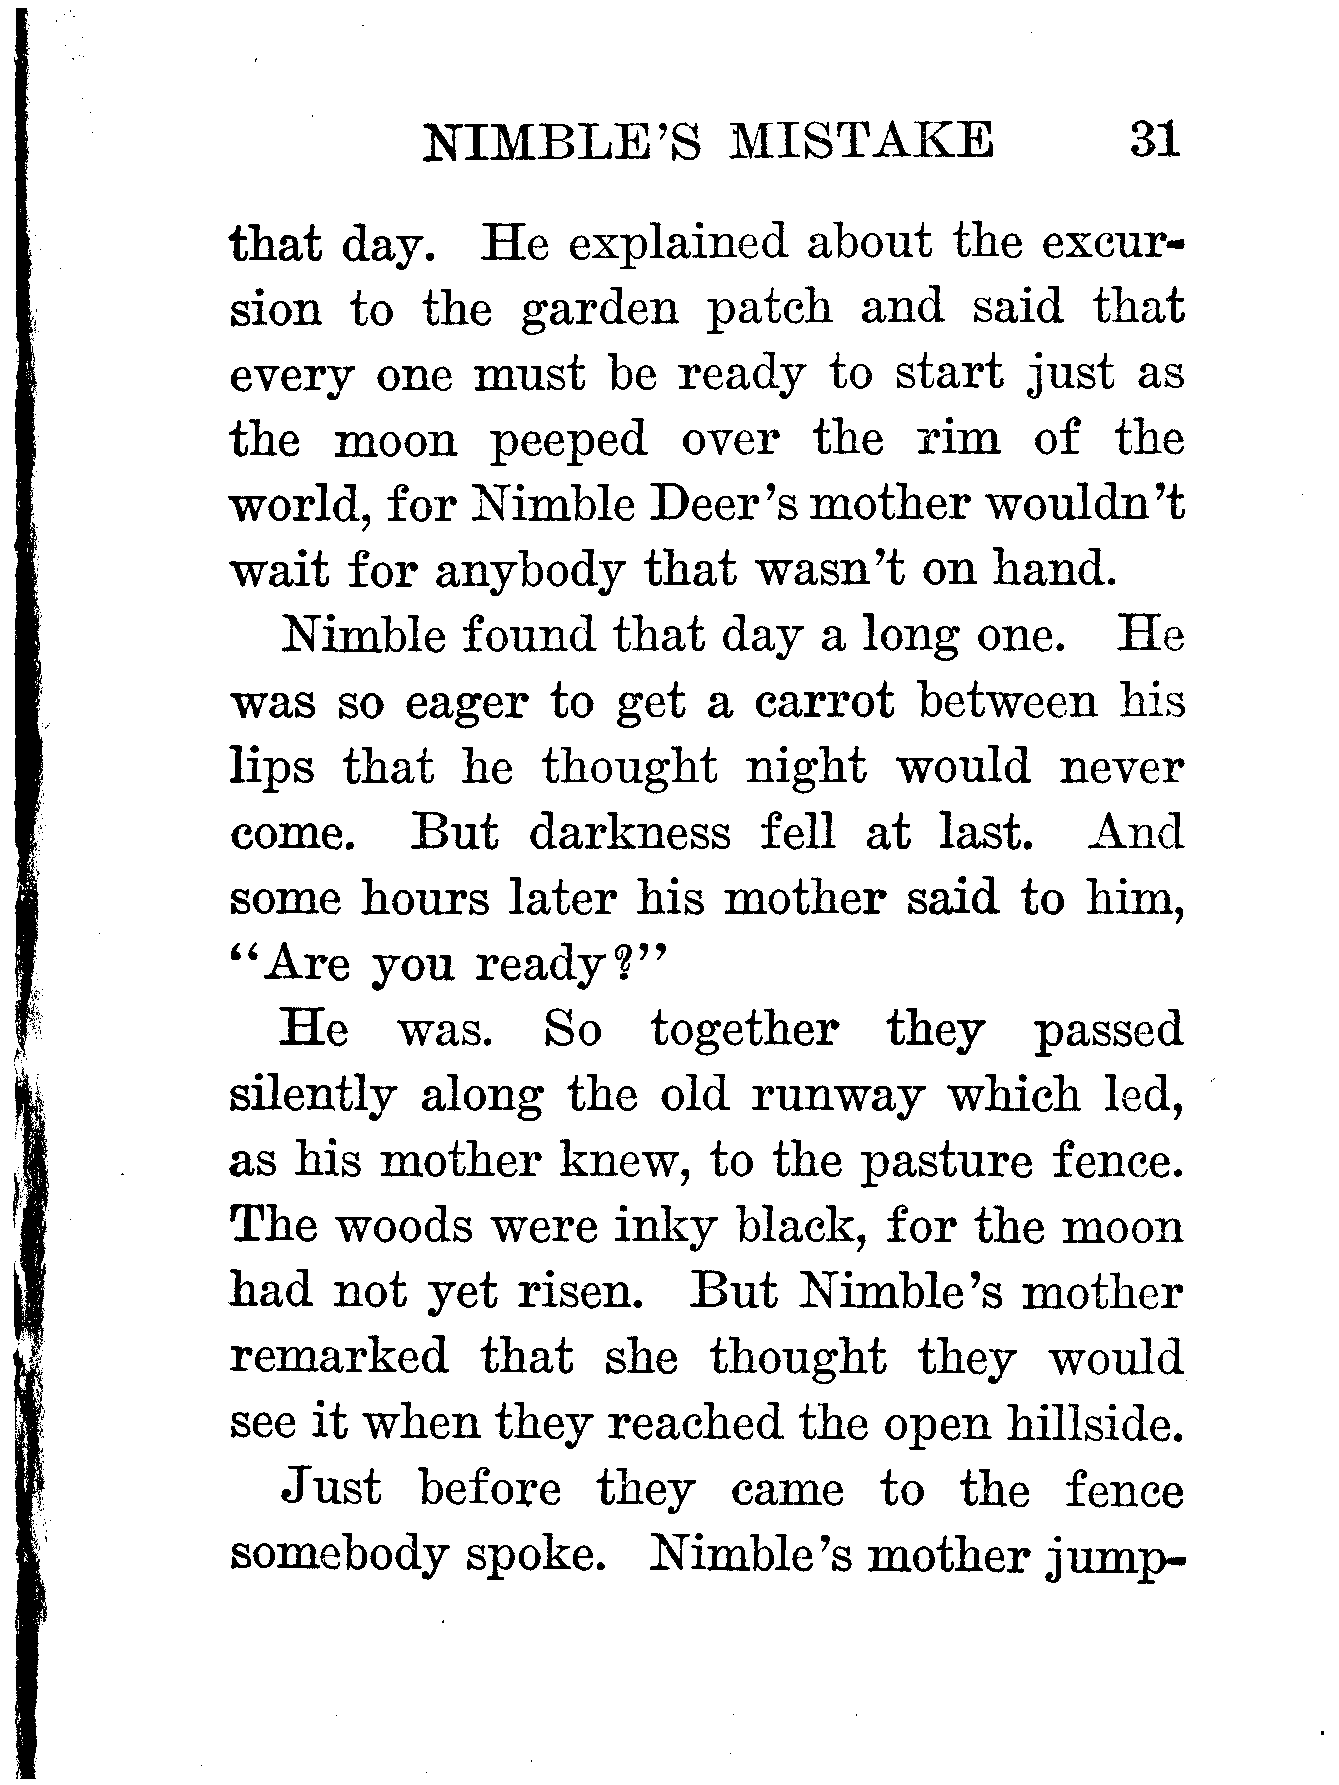 NIMBLE'S MISTAKE 31
that day. He explained about the excur-
sion to the garden patch and said that
every one must be ready to start just as
the moon peeped over the rim of the
world, for Nimble Deer's mother wouldn't
wait for anybody that wasn't on hand.
Nimble found that day a long one. He
was so eager to get a carrot between his
lips that he thought night would never
come. But darkness fell at last. And
some hours later his mother said to him,
"Are you ready?"
He was. So together they passed
silently along the old runway which led,
as his mother knew, to the pasture fence.
The woods were inky black, for the moon
had not yet risen. But Nimble's mother
remarked that she thought they would
see it when they reached the open hillside.
Just before they came to the fence
somebody spoke. Nimble's mother jump-